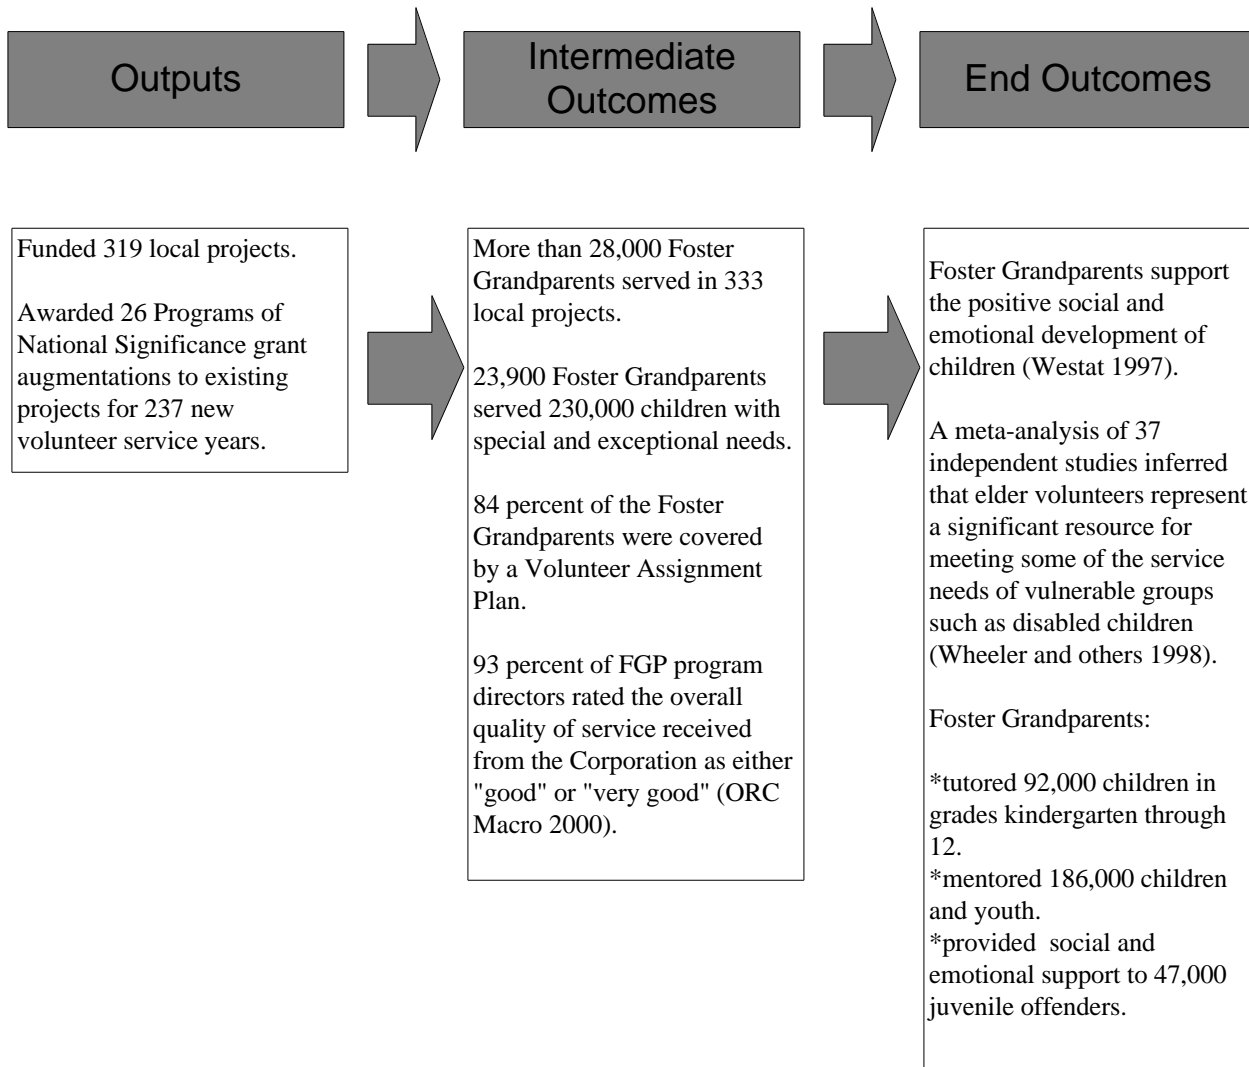 Outputs
Intermediate
Outcomes
End Outcomes
Funded 319 local projects.
Awarded 26 Programs of
National Significance grant
augmentations to existing
projects for 237 new
volunteer service years.
More than 28,000 Foster
Grandparents served in 333
local projects.
23,900 Foster Grandparents
served 230,000 children with
special and exceptional needs.
84 percent of the Foster
Grandparents were covered
by a Volunteer Assignment
Plan.
93 percent of FGP program
directors rated the overall
quality of service received
from the Corporation as either
"good" or "very good" (ORC
Macro 2000).
Foster Grandparents support
the positive social and
emotional development of
children (Westat 1997).
A meta-analysis of 37
independent studies inferred
that elder volunteers represent
a significant resource for
meeting some of the service
needs of vulnerable groups
such as disabled children
(Wheeler and others 1998).
Foster Grandparents:
*tutored 92,000 children in
grades kindergarten through
12.
*mentored 186,000 children
and youth.
*provided  social and
emotional support to 47,000
juvenile offenders.